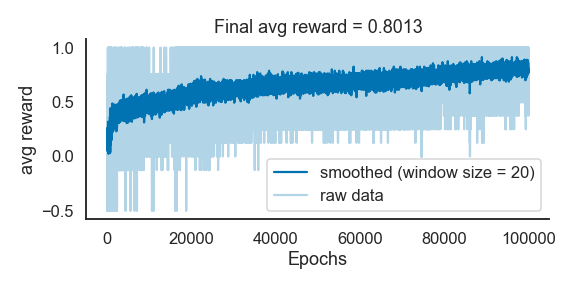 Final avg reward = 0.8013
avg reward
1.0
0.5
0.0
−0.5
smoothed (window size = 20)
raw data
0 20000 40000 60000 80000 100000
Epochs